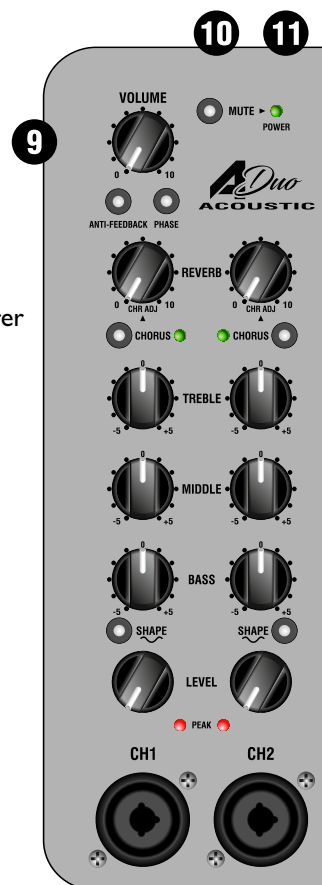 10 11
VOLUME
MUTE
POWER
9
0 10
ANTI-FEEDBACK PHASE
A Duo
ACOUSTIC
REVERB
0 10 0 10
CHR ADJ CHR ADJ
CHORUS CHORUS
er
0 0
TREBLE
-5 +5 -5 +5
0 0
MIDDLE
-5 +5 -5 +5
0 0
BASS
-5 +5 -5 +5
SHAPE SHAPE
LEVEL
PEAK
CH1 CH2